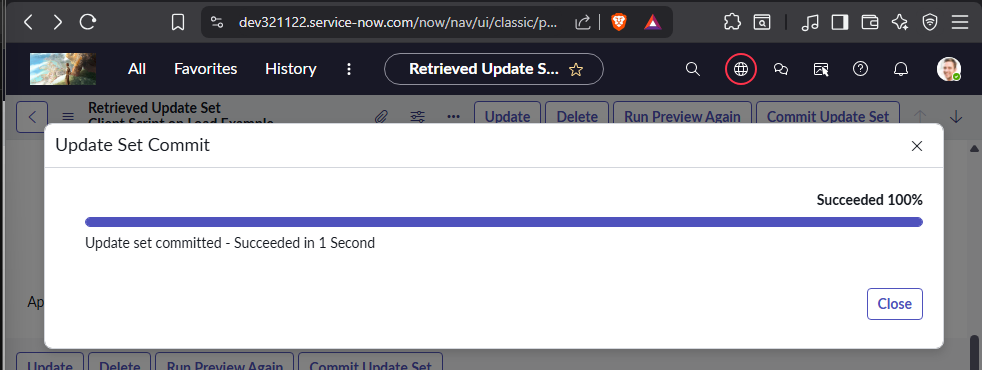 dev321122.service-now.com/now/nav/ui/classic/p...
All Favorites History Retrieved Update S...
Retrieved Update Set
Client Script on Load Example
Update Delete Run Preview Again Commit Update Set
Update Set Commit
Succeeded 100%
Update set committed - Succeeded in 1 Second
Ap
Close
Update Delete Run Preview Again Commit Update Set